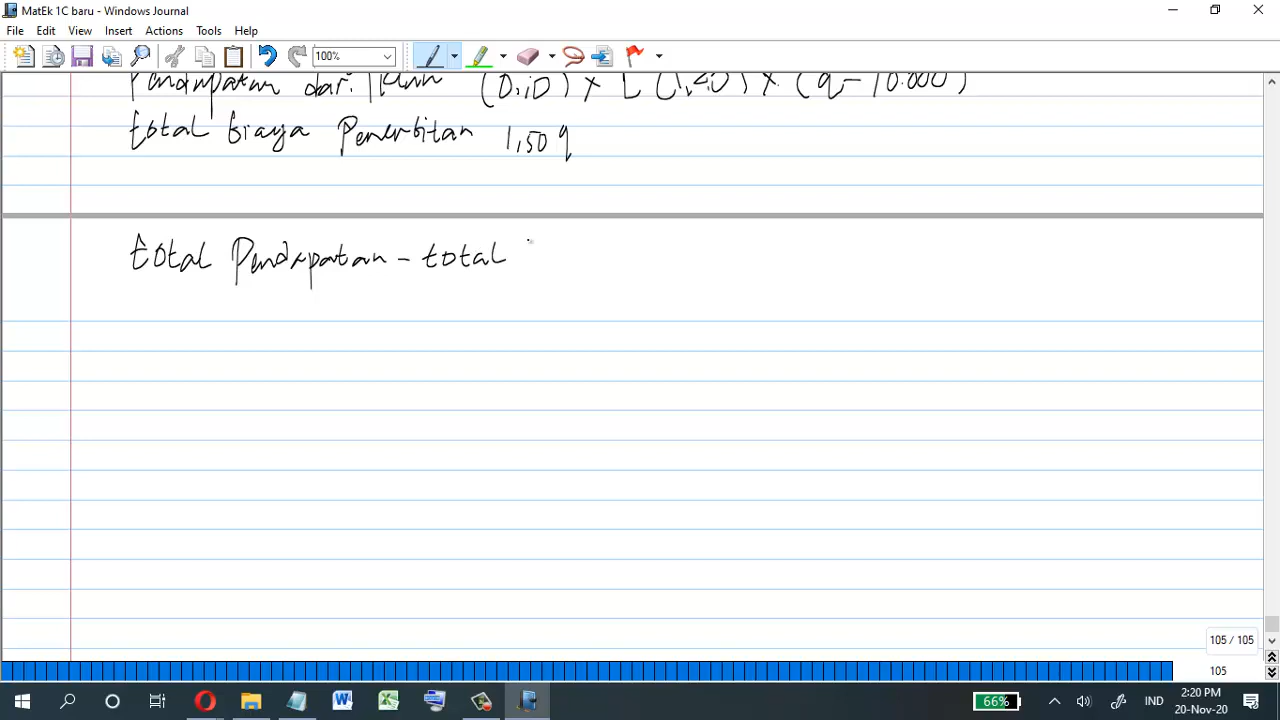 MatEk 1C baru - Windows Journal
File Edit View Insert Actions Tools Help
100%
Pendapatan dari iklan (0,10) x [ (1,20) x (q - 10.000)
total biaya Penerbitan 1,50 q
total Pendapatan - total
105 / 105
105
66% IND 2:20 PM
20-Nov-20